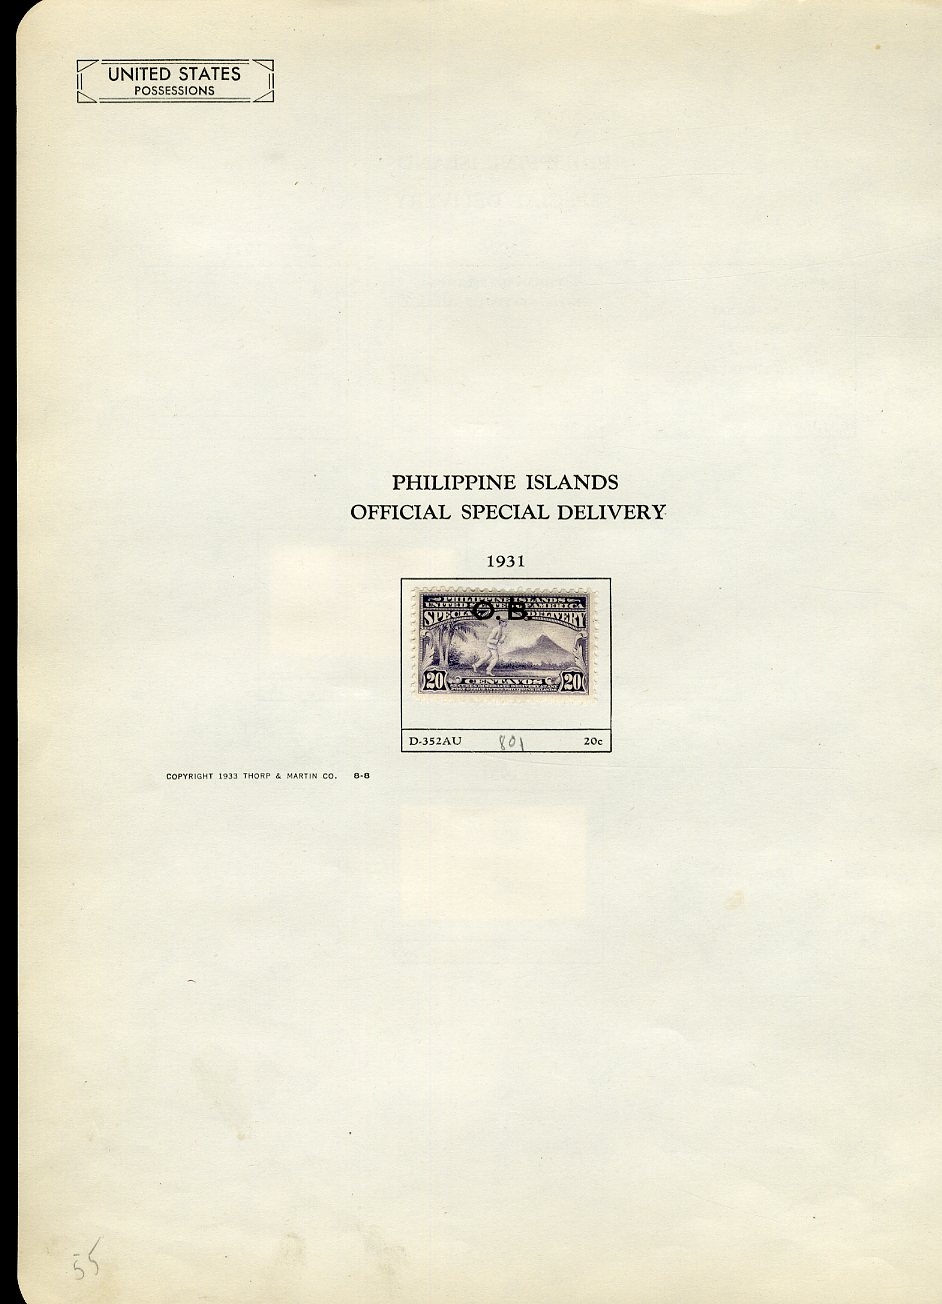 UNITED STATES
POSSESSIONS
PHILIPPINE ISLANDS
OFFICIAL SPECIAL DELIVERY
1931
PHILIPPINE ISLANDS
UNITED STATES OF AMERICA
O.B.
SPECIAL DELIVERY
20 CENTAVOS 20
D-352AU 801 20c
COPYRIGHT 1933 THORP & MARTIN CO. 8-8
55